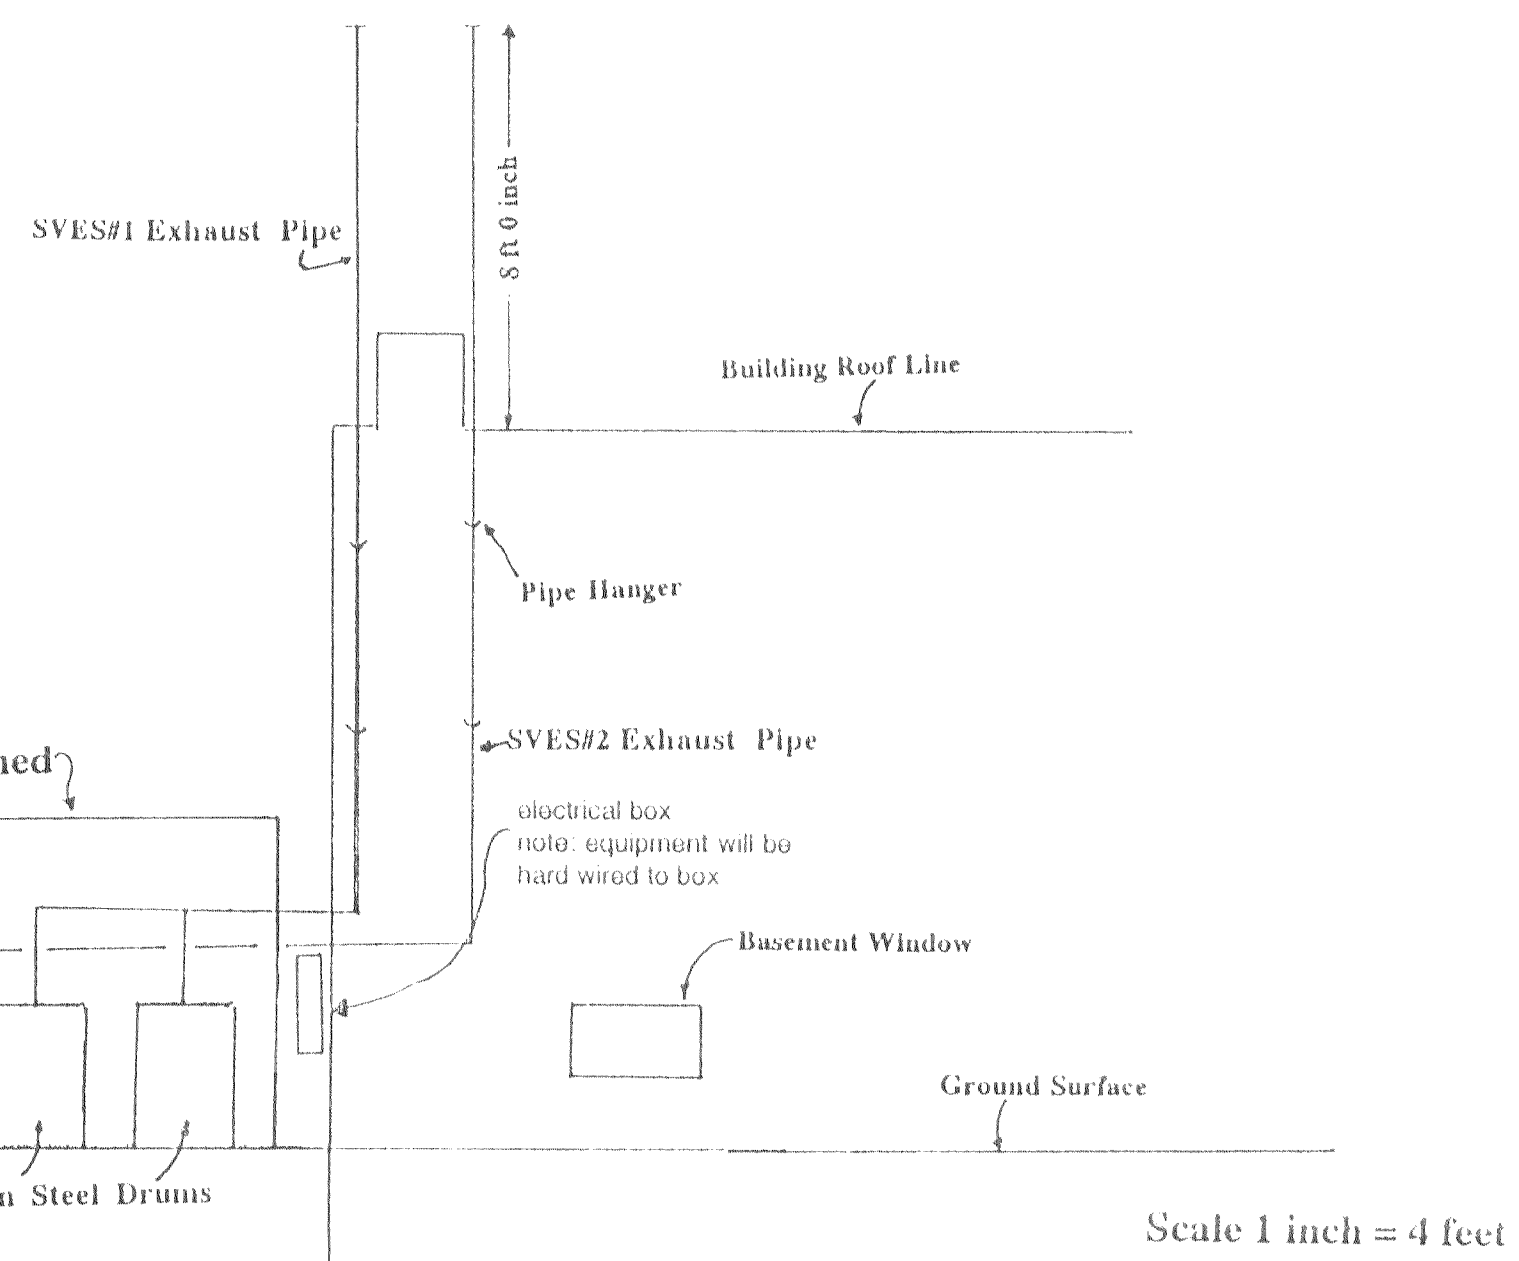 8 ft 0 inch
SVES#1 Exhaust Pipe
Building Roof Line
Pipe Hanger
SVES#2 Exhaust Pipe
electrical box
note: equipment will be
hard wired to box
Basement Window
Ground Surface
Steel Drums
Scale 1 inch = 4 feet